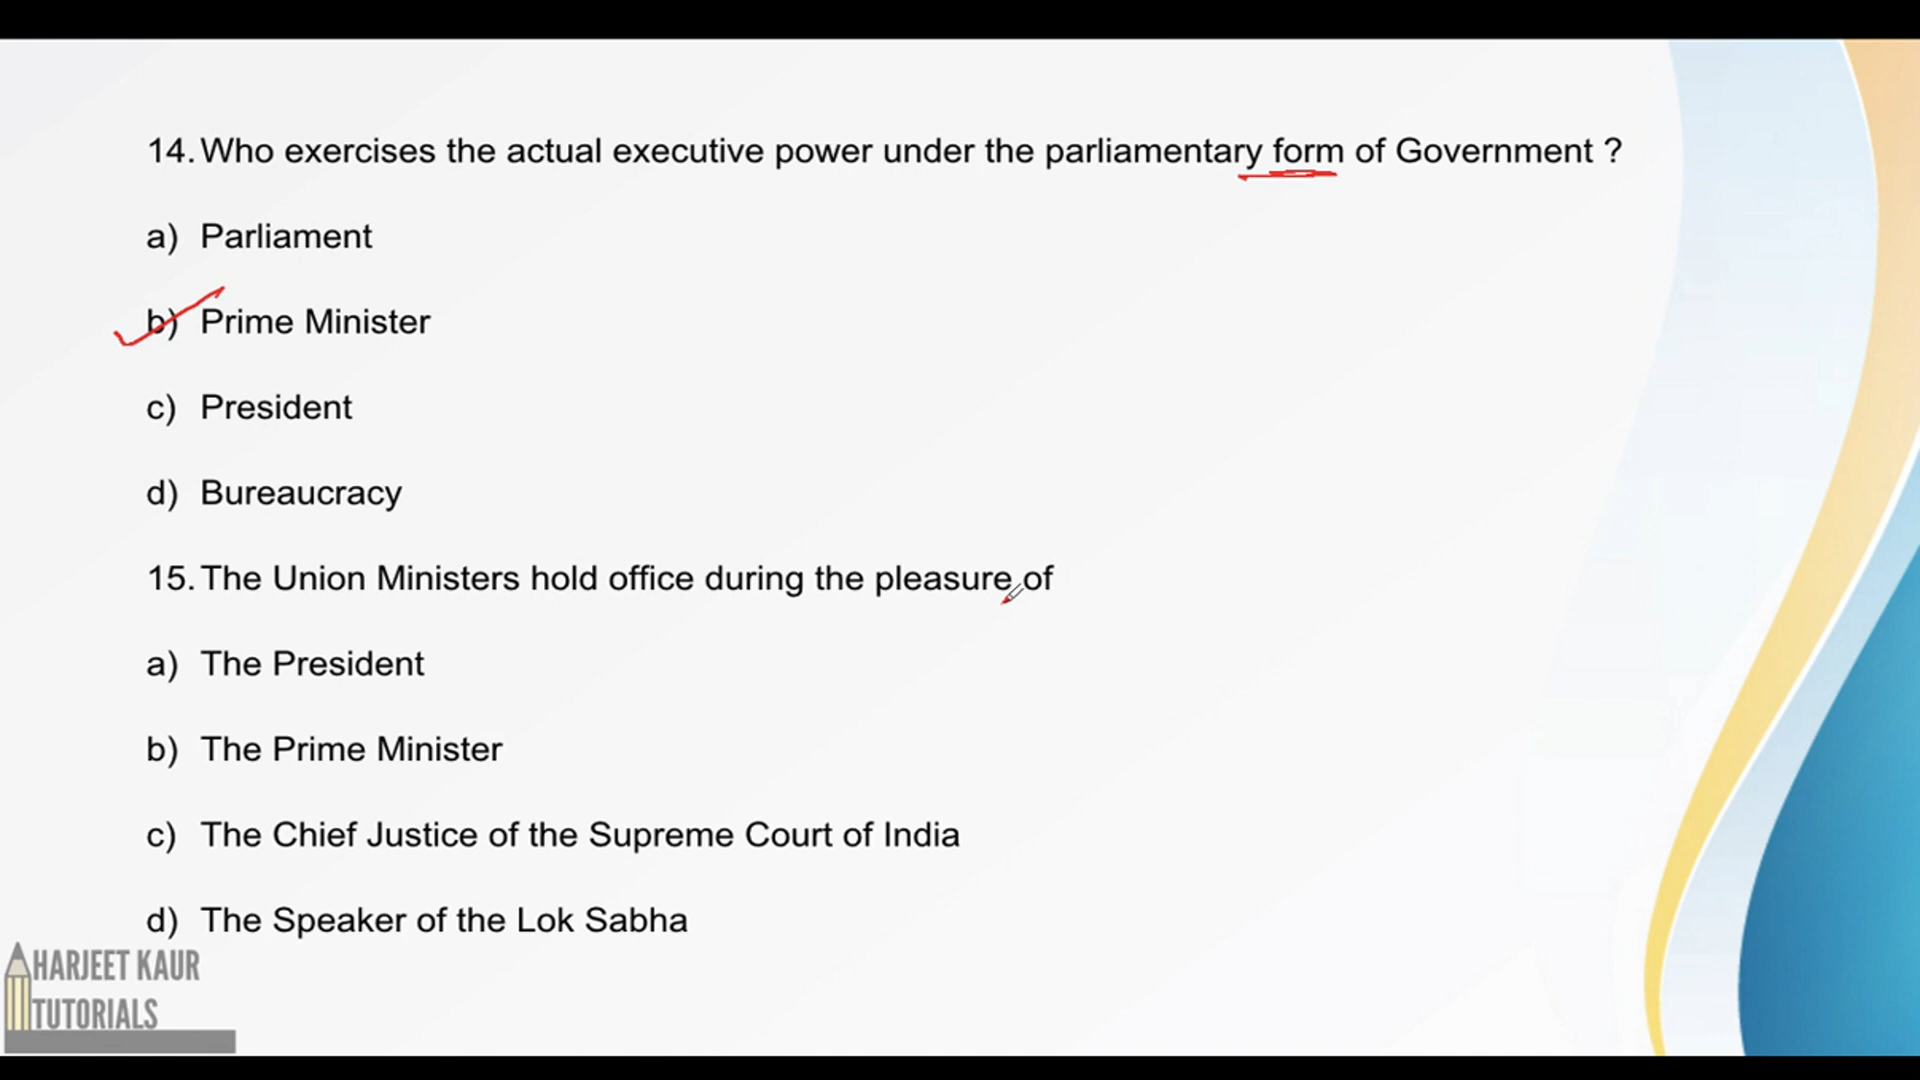 14. Who exercises the actual executive power under the parliamentary form of Government ?
a) Parliament
b) Prime Minister
c) President
d) Bureaucracy
15. The Union Ministers hold office during the pleasure of
a) The President
b) The Prime Minister
c) The Chief Justice of the Supreme Court of India
d) The Speaker of the Lok Sabha
HARJEET KAUR
TUTORIALS